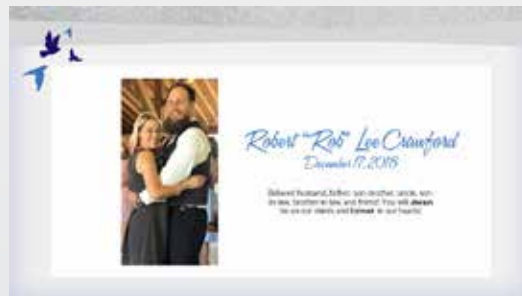 Robert "Rob" Lee Crawford
December 17, 2018
Beloved husband, father, son, brother, uncle, son-
in-law, brother-in-law, and friend! You will always
be on our minds and forever in our hearts!